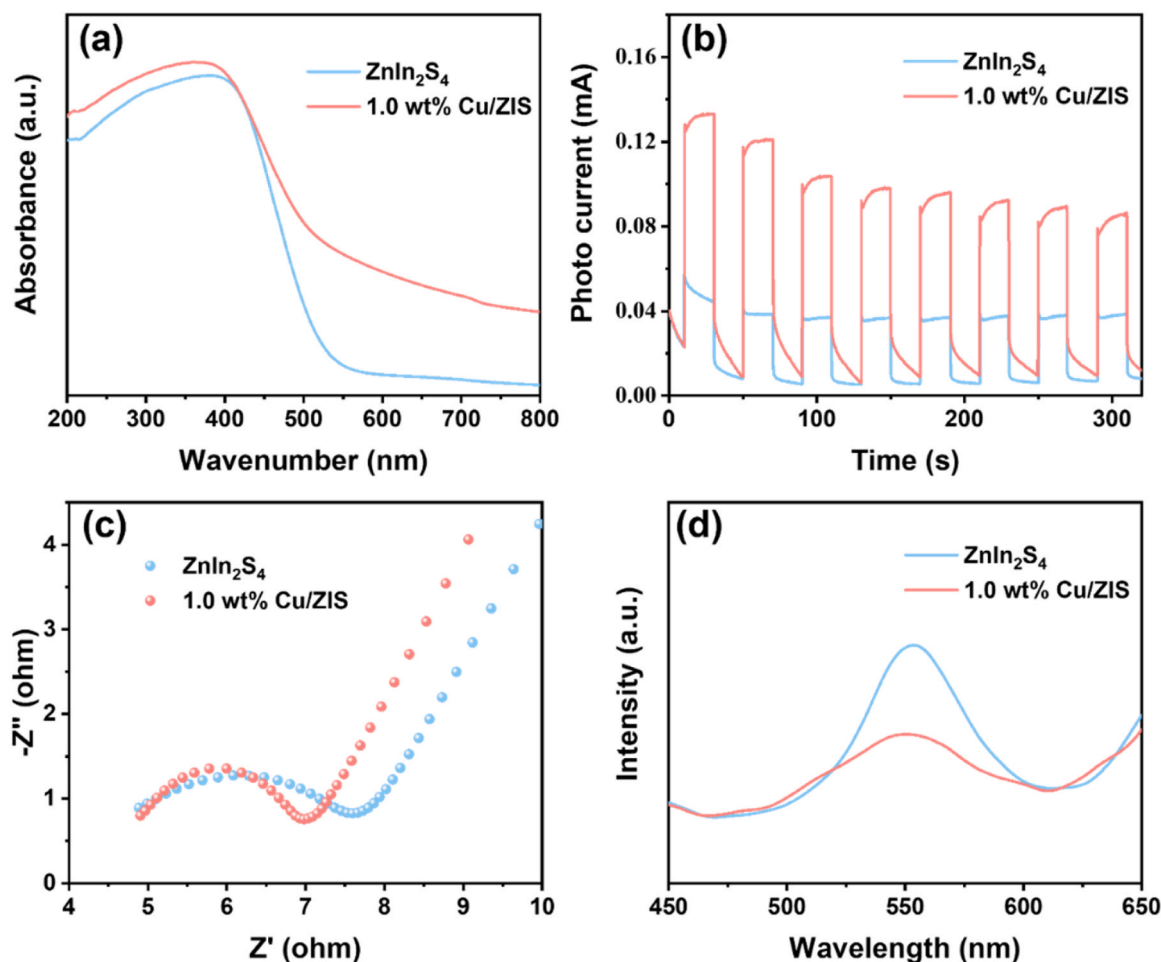 (a)
ZnIn₂S₄
1.0 wt% Cu/ZIS
Absorbance (a.u.)
200 300 400 500 600 700 800
Wavenumber (nm)
(b)
ZnIn₂S₄
1.0 wt% Cu/ZIS
Photo current (mA)
0.16
0.12
0.08
0.04
0.00
0 100 200 300
Time (s)
(c)
ZnIn₂S₄
1.0 wt% Cu/ZIS
-Z" (ohm)
4
3
2
1
0
4 5 6 7 8 9 10
Z' (ohm)
(d)
ZnIn₂S₄
1.0 wt% Cu/ZIS
Intensity (a.u.)
450 500 550 600 650
Wavelength (nm)